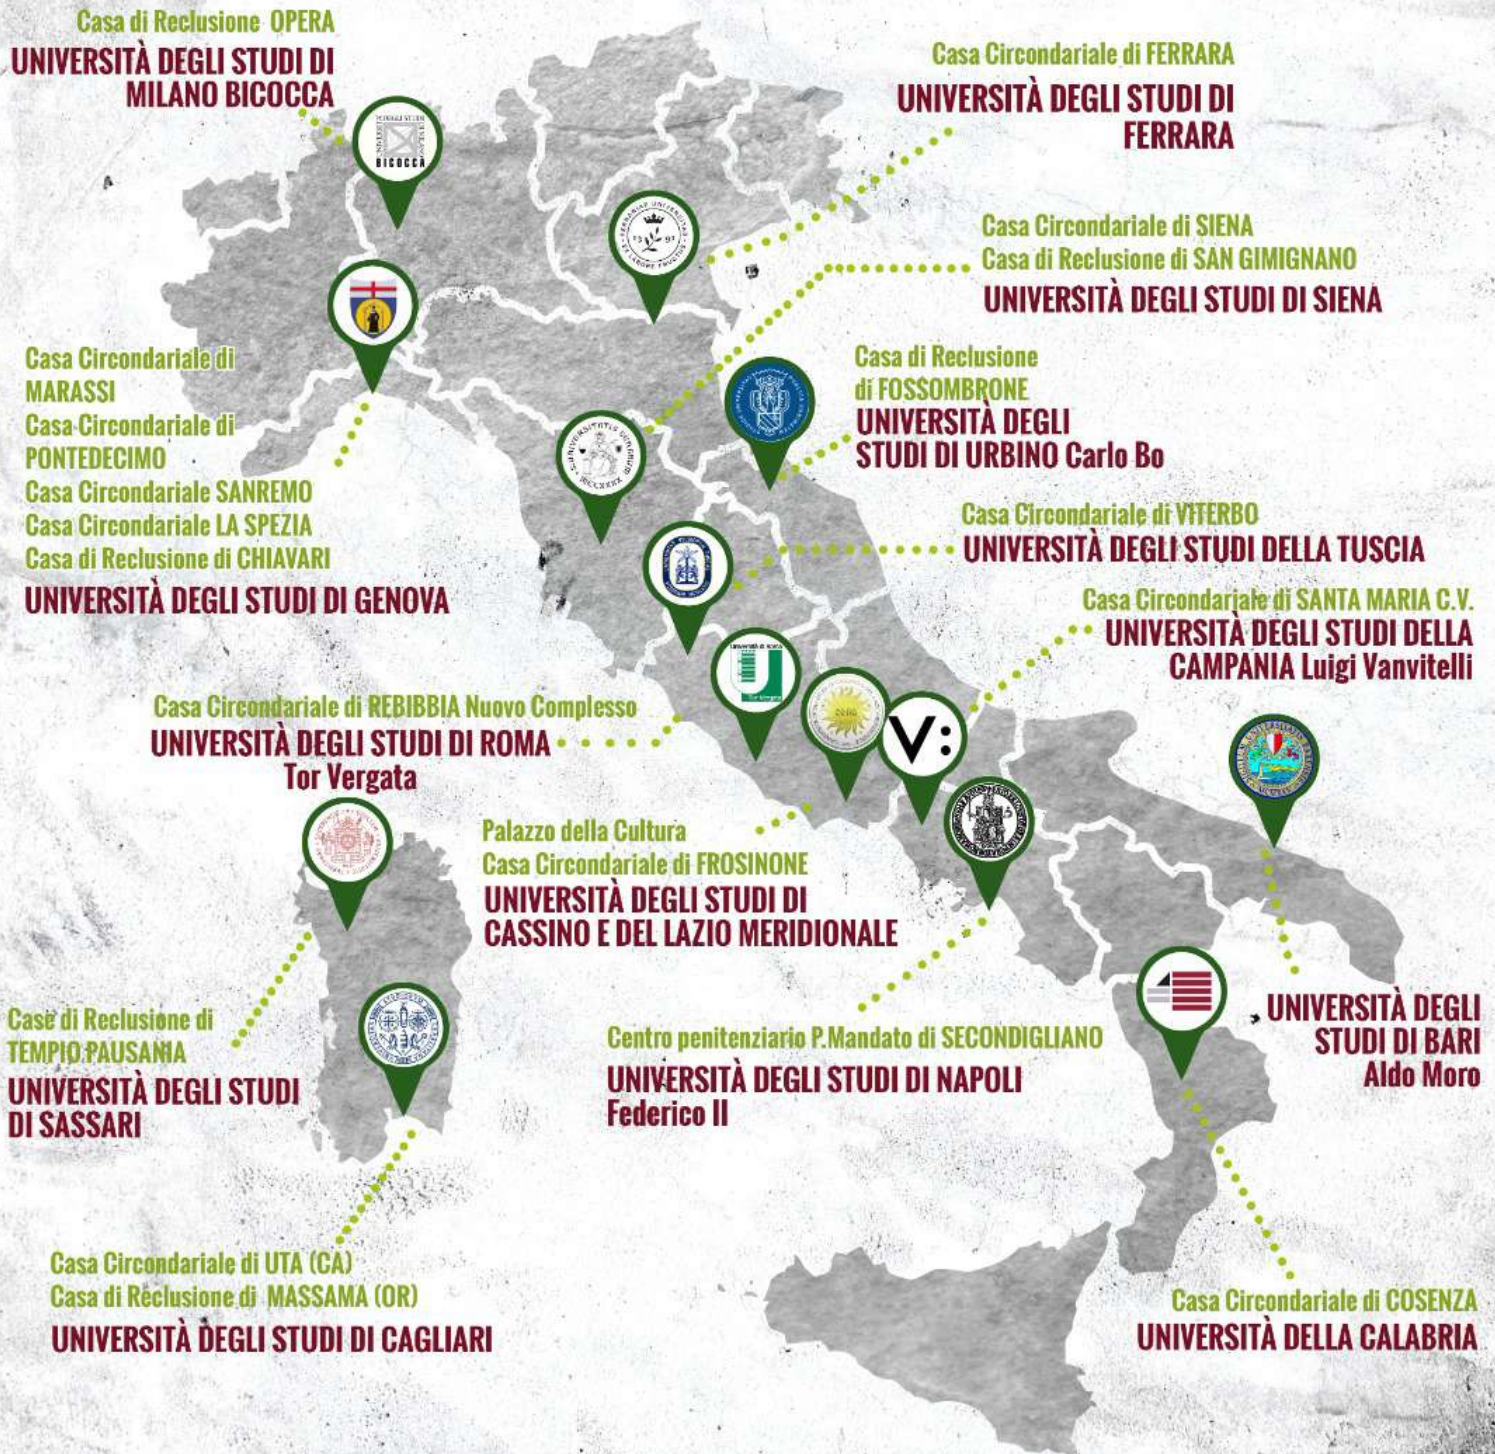 Casa di Reclusione OPERA
UNIVERSITÀ DEGLI STUDI DI
MILANO BICOCCA
BICOCCA
Casa Circondariale di FERRARA
UNIVERSITÀ DEGLI STUDI DI
FERRARA
Casa Circondariale di SIENA
Casa di Reclusione di SAN GIMIGNANO
UNIVERSITÀ DEGLI STUDI DI SIENA
Casa Circondariale di
MARASSI
Casa Circondariale di
PONTEDECIMO
Casa Circondariale SANREMO
Casa Circondariale LA SPEZIA
Casa di Reclusione di CHIAVARI
UNIVERSITÀ DEGLI STUDI DI GENOVA
Casa di Reclusione
di FOSSOMBRONE
UNIVERSITÀ DEGLI
STUDI DI URBINO Carlo Bo
Casa Circondariale di VITERBO
UNIVERSITÀ DEGLI STUDI DELLA TUSCIA
Casa Circondariale di SANTA MARIA C.V.
UNIVERSITÀ DEGLI STUDI DELLA
CAMPANIA Luigi Vanvitelli
V:
Casa Circondariale di REBIBBIA Nuovo Complesso
UNIVERSITÀ DEGLI STUDI DI ROMA
Tor Vergata
Università di Roma
Tor Vergata
Palazzo della Cultura
Casa Circondariale di FROSINONE
UNIVERSITÀ DEGLI STUDI DI
CASSINO E DEL LAZIO MERIDIONALE
Case di Reclusione di
TEMPIO PAUSANIA
UNIVERSITÀ DEGLI STUDI
DI SASSARI
Centro penitenziario P.Mandato di SECONDIGLIANO
UNIVERSITÀ DEGLI STUDI DI NAPOLI
Federico II
UNIVERSITÀ DEGLI
STUDI DI BARI
Aldo Moro
Casa Circondariale di UTA (CA)
Casa di Reclusione di MASSAMA (OR)
UNIVERSITÀ DEGLI STUDI DI CAGLIARI
Casa Circondariale di COSENZA
UNIVERSITÀ DELLA CALABRIA